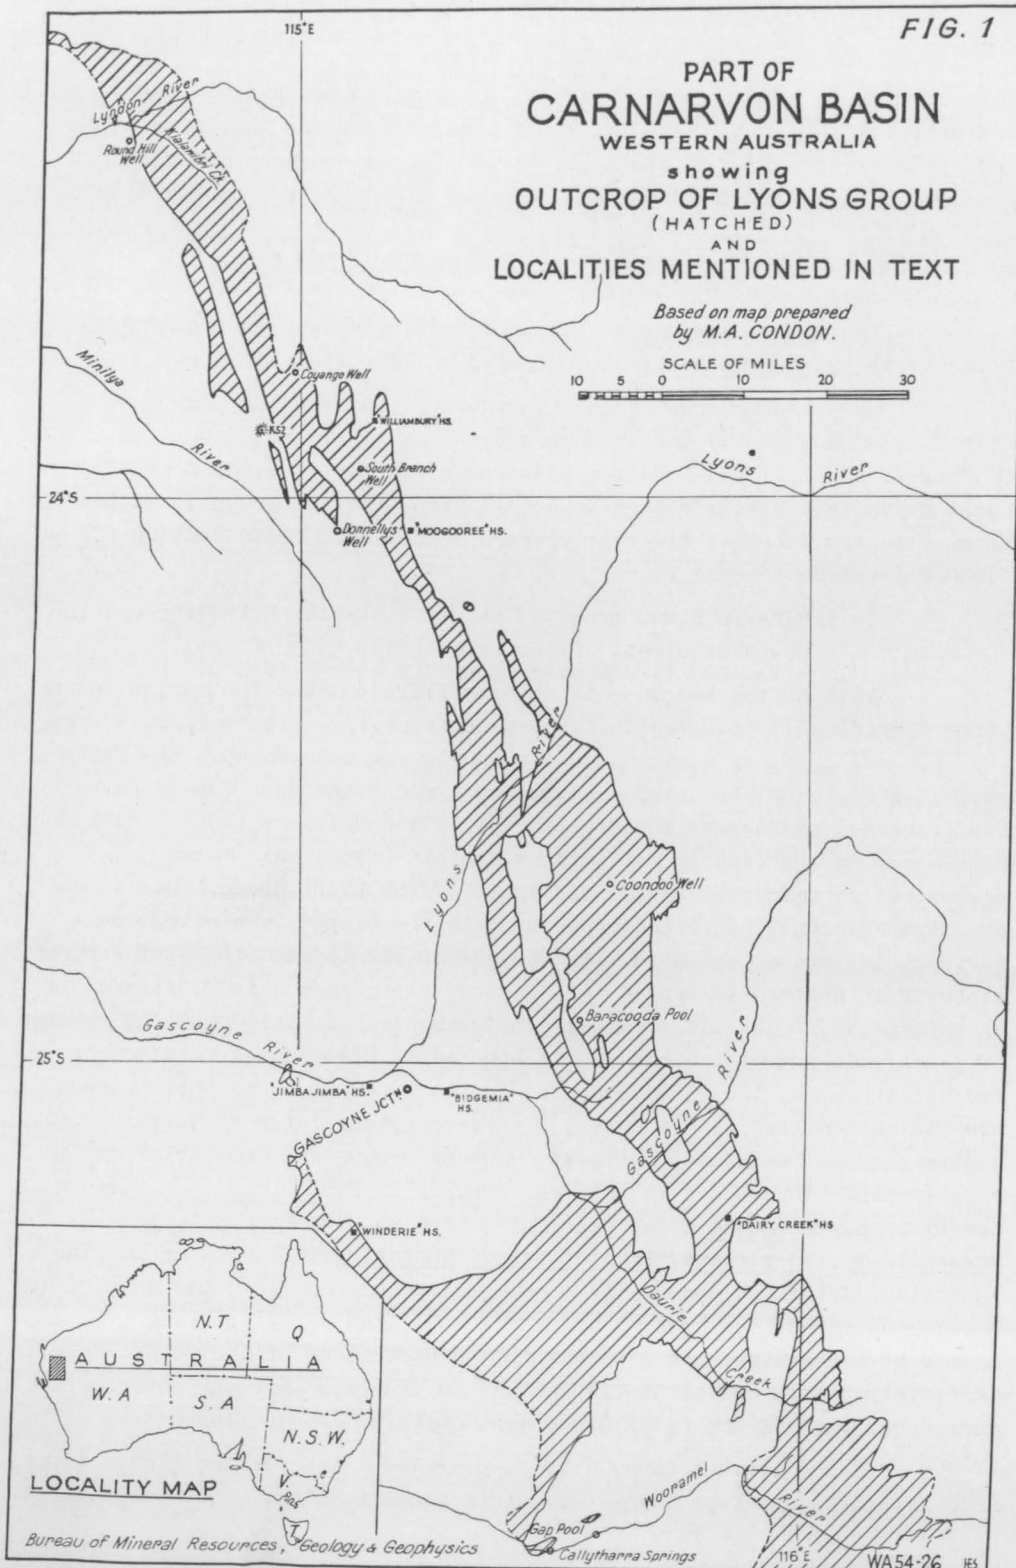 FIG. 1
115°E
PART OF
CARNARVON BASIN
WESTERN AUSTRALIA
showing
OUTCROP OF LYONS GROUP
(HATCHED)
AND
LOCALITIES MENTIONED IN TEXT
Based on map prepared
by M.A. CONDON.
SCALE OF MILES
10 5 0 10 20 30
Lyndon River
Round Hill
Well
Minilya River
Coyango Well
"WILLIAMBURY" HS.
K52
South Branch
Well
Lyons River
24°S
Donnellys
Well
"MOOGOOREE" HS.
Lyons River
Coondoo Well
Baracooda Pool
Gascoyne River
25°S
"JIMBA JIMBA" HS.
GASCOYNE JCTN.
"BIDGEMIA"
HS.
Gascoyne River
"WINDERIE" HS.
"DAIRY CREEK" HS
Daurie Creek
Wooramel River
Gap Pool
Callytharra Springs
116°E
N.T
Q
AUSTRALIA
W.A
S.A
N.S.W.
V
T
LOCALITY MAP
Bureau of Mineral Resources, Geology & Geophysics
WA54-26